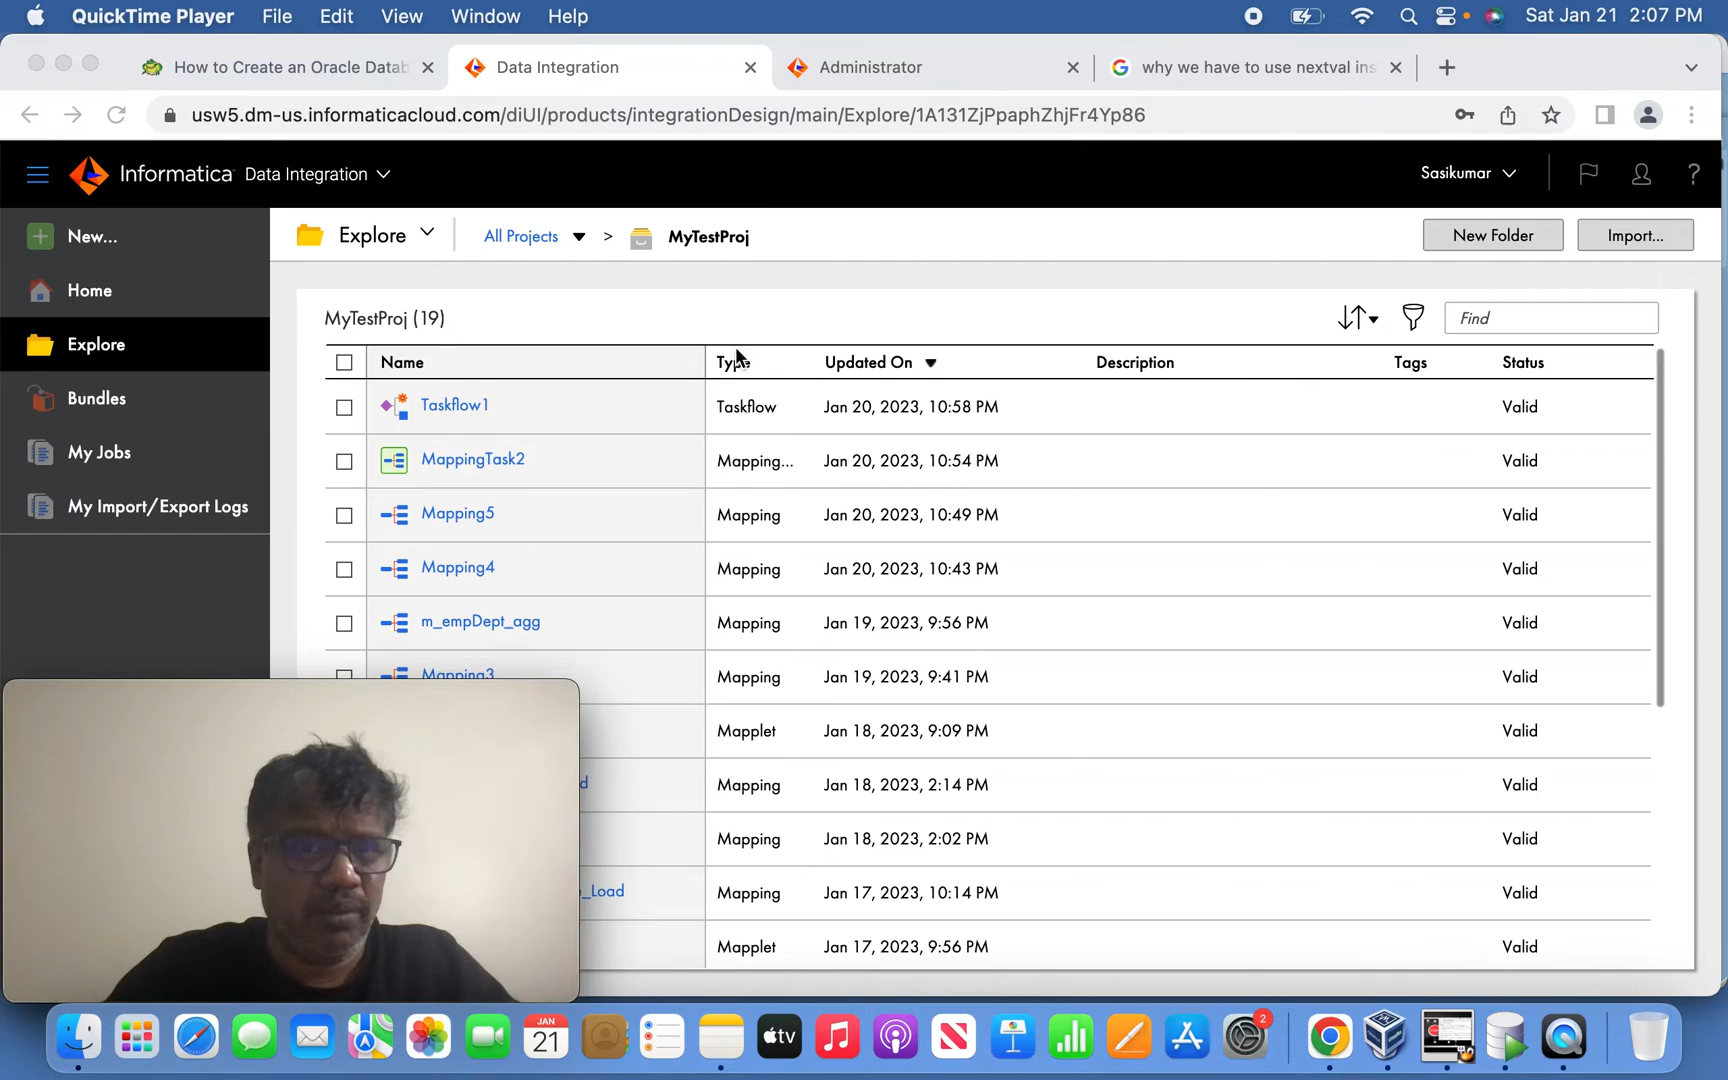 QuickTime Player File Edit View Window Help Sat Jan 21 2:07 PM
How to Create an Oracle Datab Data Integration Administrator why we have to use nextval ins
usw5.dm-us.informaticacloud.com/diUI/products/integrationDesign/main/Explore/1A131ZjPpaphZhjFr4Yp86
Informatica Data Integration Sasikumar ?
New... Explore All Projects > MyTestProj New Folder Import...
Home
MyTestProj (19) Find
Explore
Name Type Updated On Description Tags Status
Bundles Taskflow1 Taskflow Jan 20, 2023, 10:58 PM Valid
My Jobs MappingTask2 Mapping... Jan 20, 2023, 10:54 PM Valid
My Import/Export Logs Mapping5 Mapping Jan 20, 2023, 10:49 PM Valid
Mapping4 Mapping Jan 20, 2023, 10:43 PM Valid
m_empDept_agg Mapping Jan 19, 2023, 9:56 PM Valid
Mapping3 Mapping Jan 19, 2023, 9:41 PM Valid
Mapplet Jan 18, 2023, 9:09 PM Valid
d Mapping Jan 18, 2023, 2:14 PM Valid
Mapping Jan 18, 2023, 2:02 PM Valid
_Load Mapping Jan 17, 2023, 10:14 PM Valid
Mapplet Jan 17, 2023, 9:56 PM Valid
JAN
21
tv
2